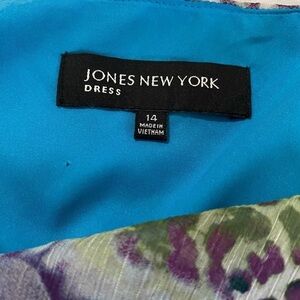 JONES NEW YORK
DRESS
14
MADE IN
VIETNAM